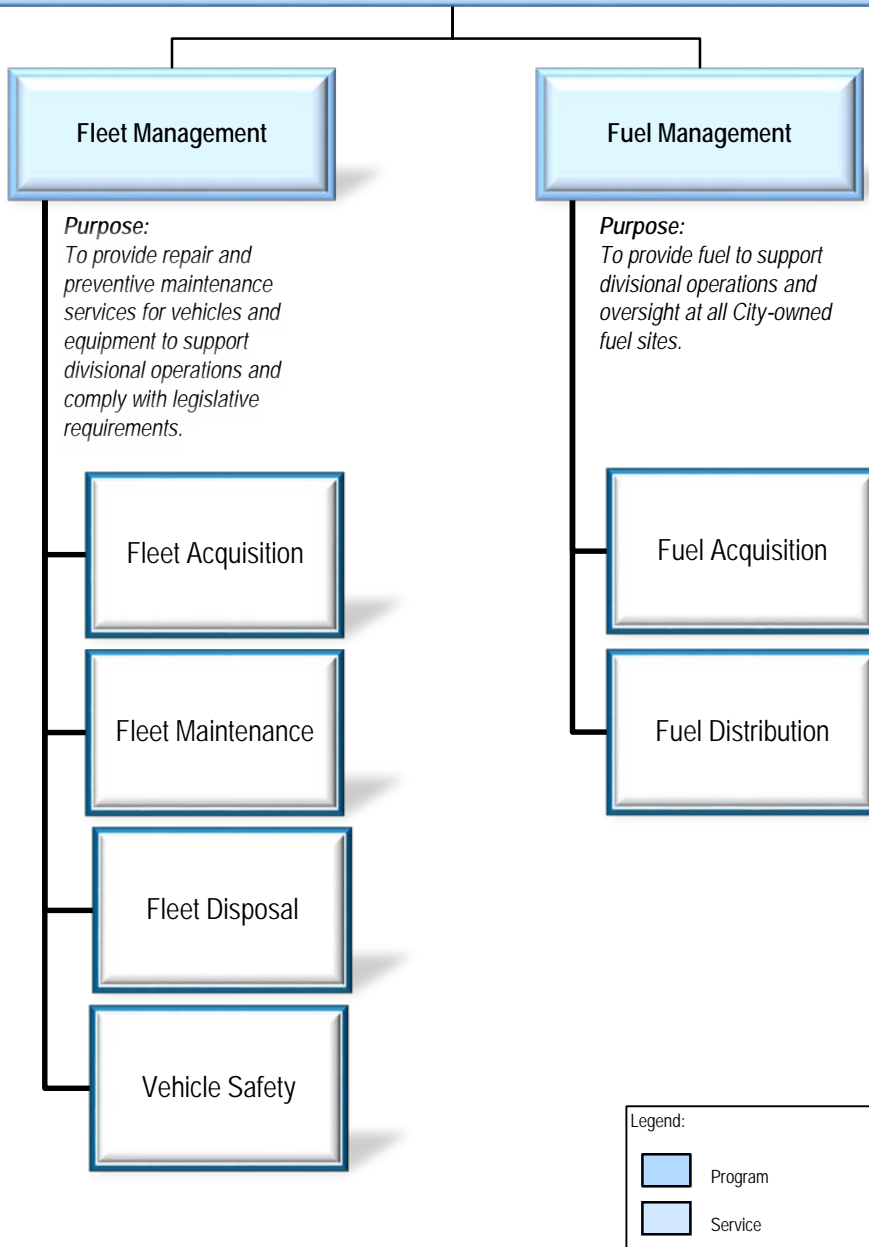 Fleet Management
Purpose:
To provide repair and
preventive maintenance
services for vehicles and
equipment to support
divisional operations and
comply with legislative
requirements.
Fleet Acquisition
Fleet Maintenance
Fleet Disposal
Vehicle Safety
Fuel Management
Purpose:
To provide fuel to support
divisional operations and
oversight at all City-owned
fuel sites.
Fuel Acquisition
Fuel Distribution
Legend:
Program
Service